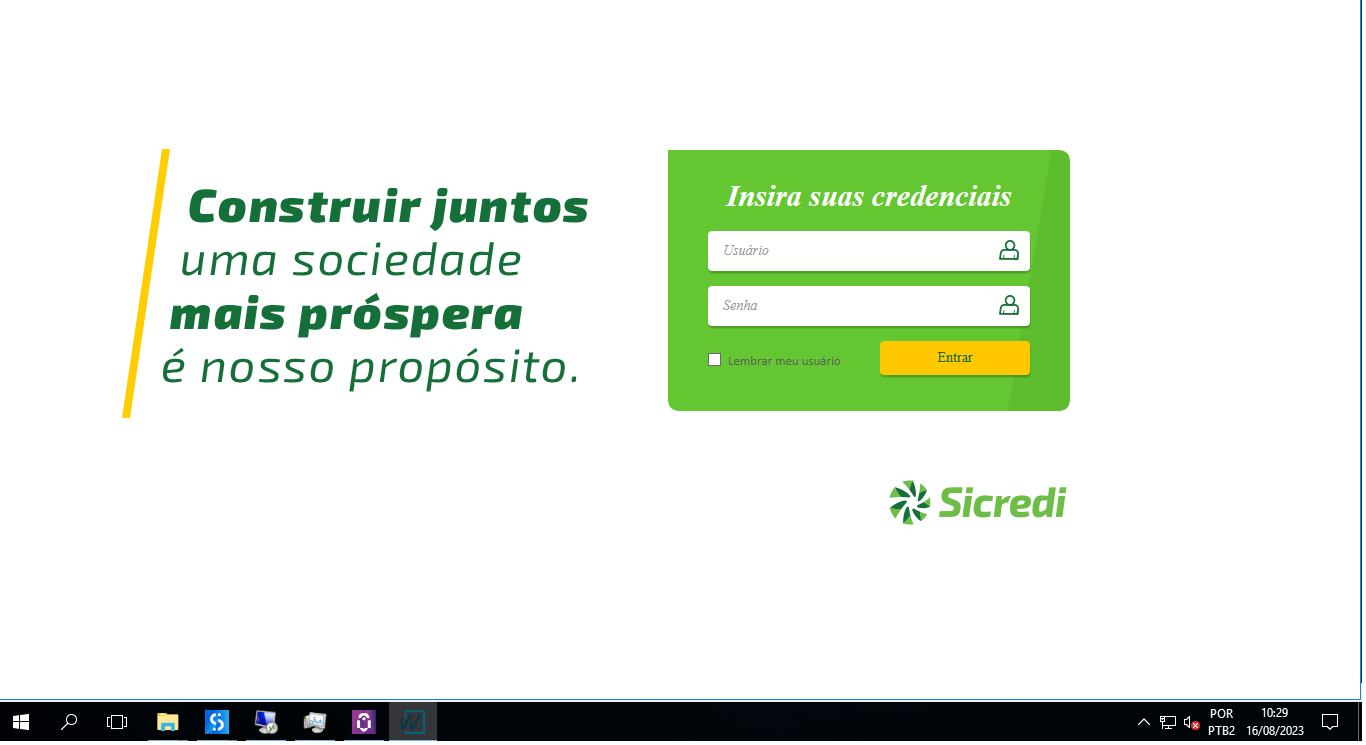 Construir juntos
uma sociedade
mais próspera
é nosso propósito.
Insira suas credenciais
Usuário
Senha
Lembrar meu usuário
Entrar
Sicredi
POR
PTB2
10:29
16/08/2023